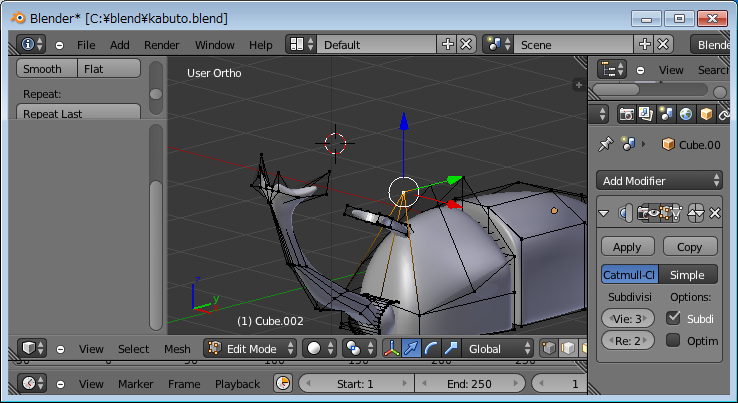 Blender* [C:¥blend¥kabuto.blend]
File Add Render Window Help Default Scene Blende
Smooth Flat
Repeat:
Repeat Last
User Ortho
View Search
Cube.00
Add Modifier
Apply Copy
Catmull-Cl Simple
Subdivisi Options:
Vie: 3 Subdi
Re: 2 Optim
z
y
(1) Cube.002
View Select Mesh Edit Mode Global
View Marker Frame Playback Start: 1 End: 250 1